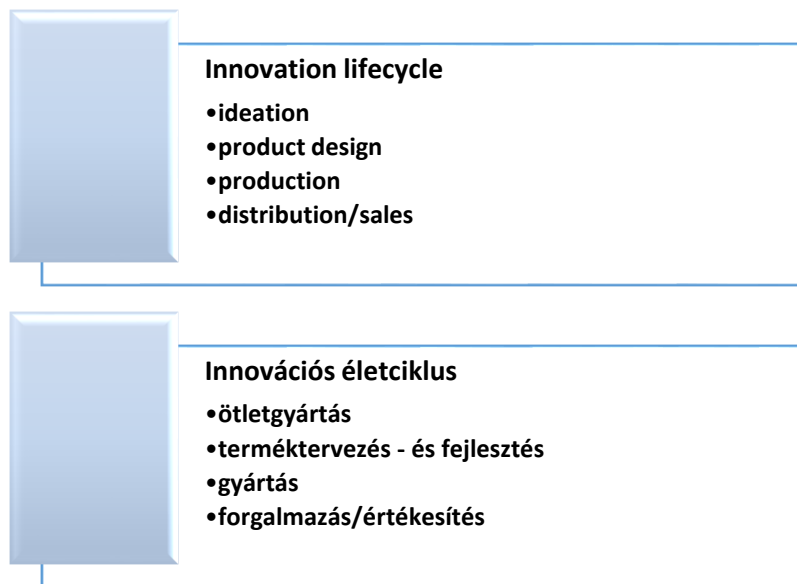 Innovation lifecycle
•ideation
•product design
•production
•distribution/sales
Innovációs életciklus
•ötletgyártás
•terméktervezés - és fejlesztés
•gyártás
•forgalmazás/értékesítés